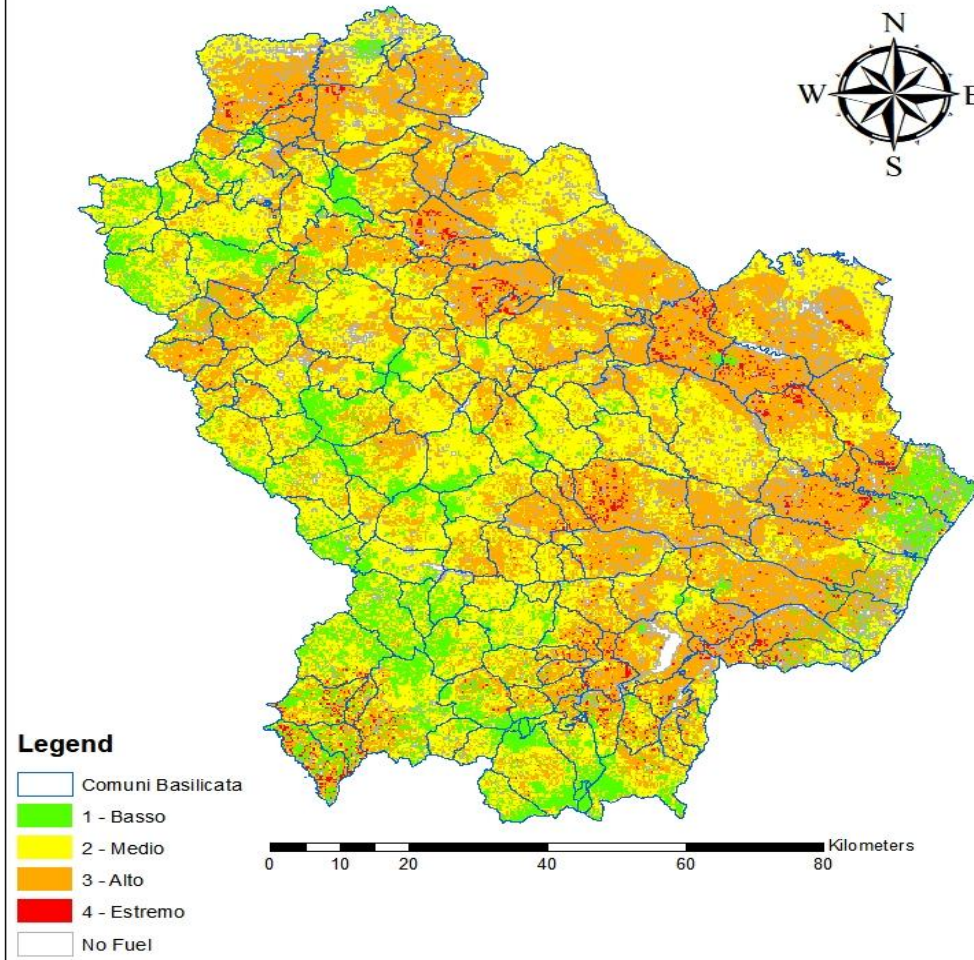 N
W E
S
Legend
Comuni Basilicata
1 - Basso
2 - Medio
3 - Alto
4 - Estremo
No Fuel
Kilometers
0 10 20 40 60 80